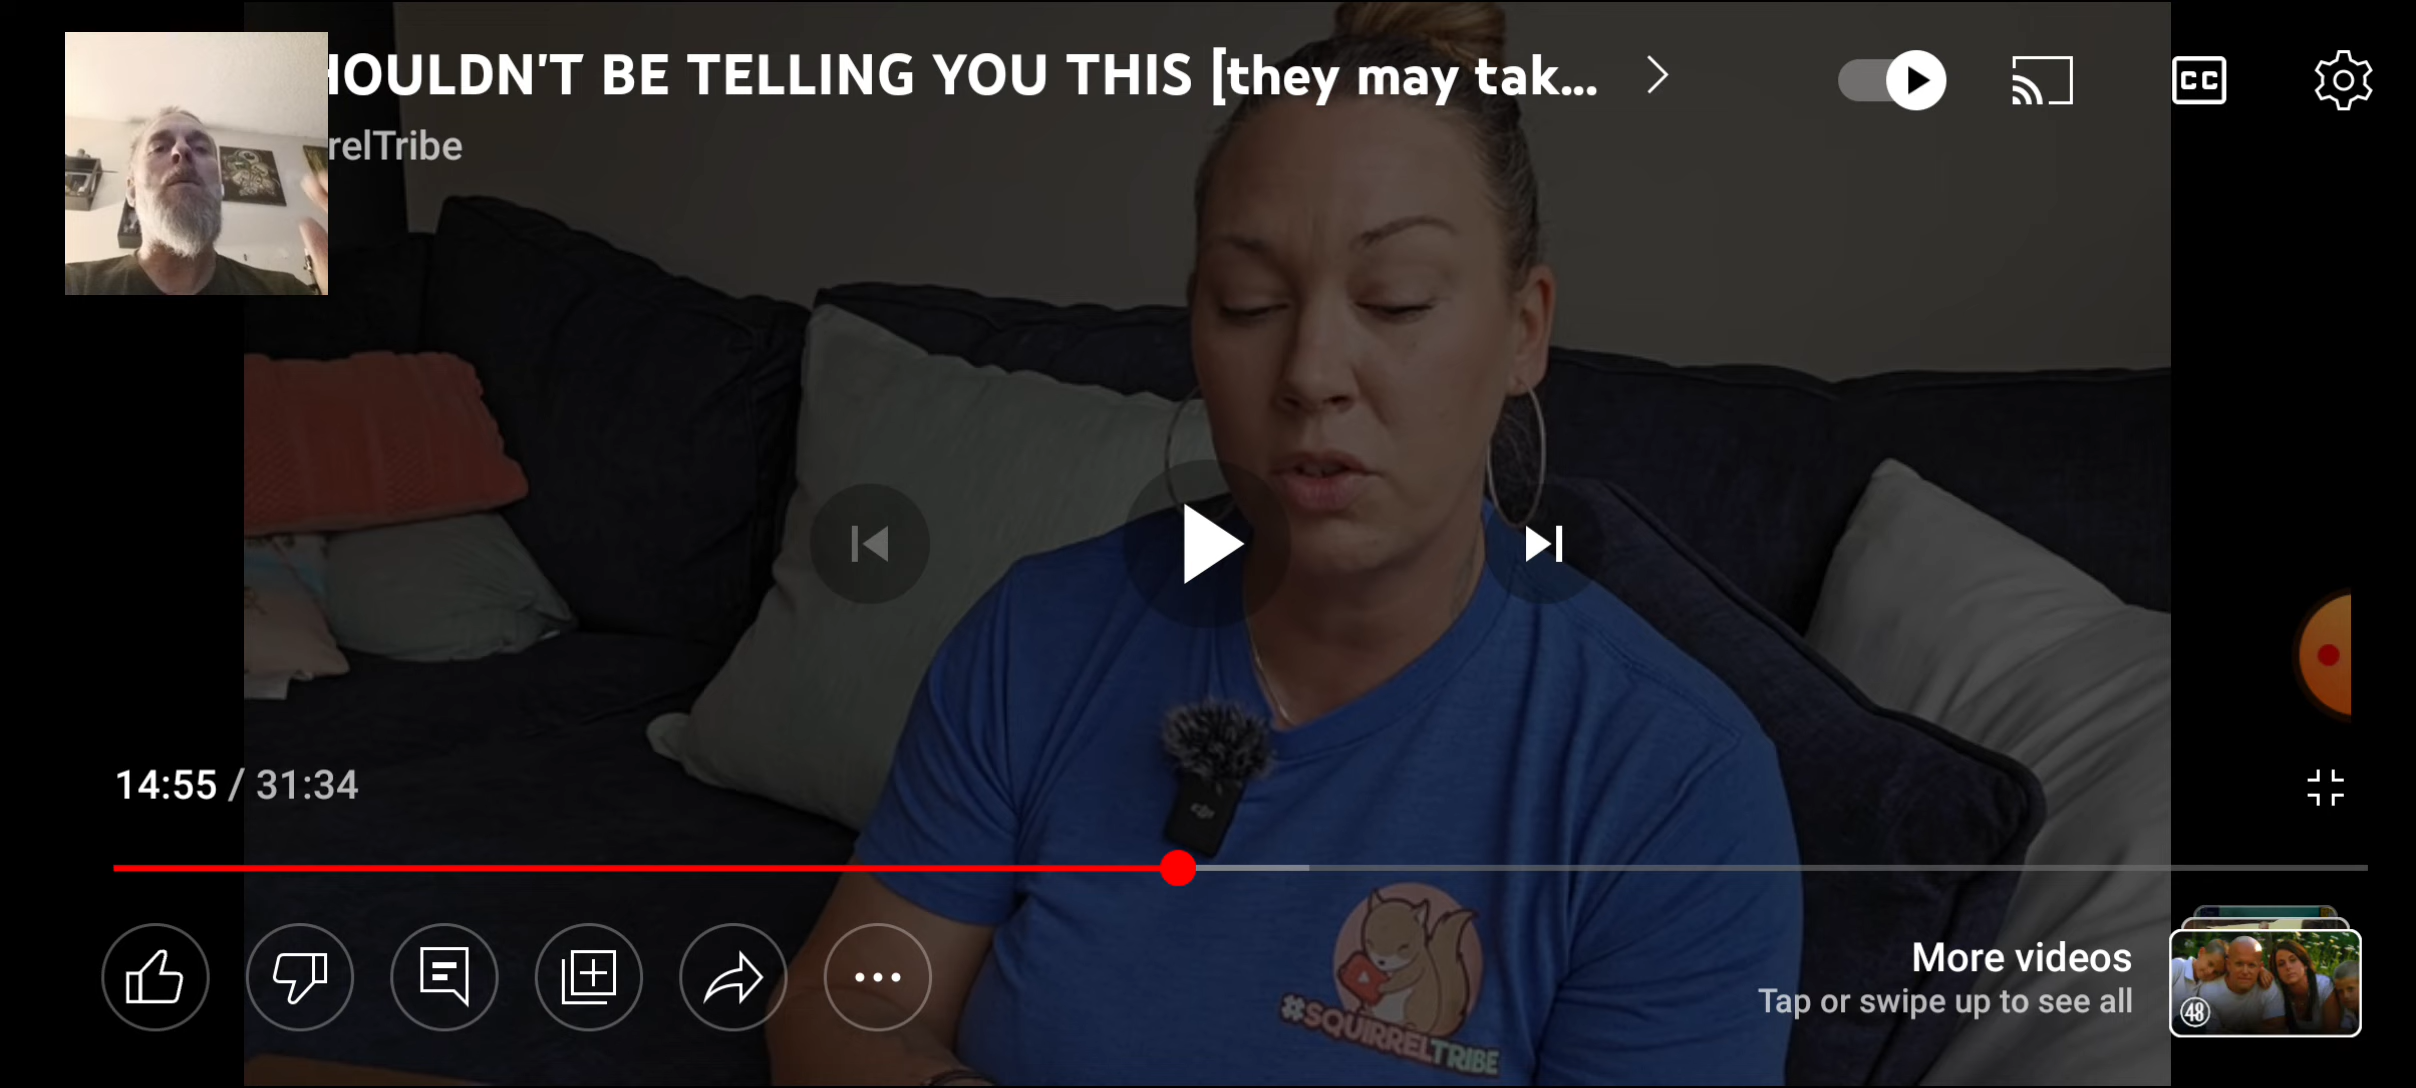 HOULDN'T BE TELLING YOU THIS [they may tak...
relTribe
CC
14:55 / 31:34
More videos
Tap or swipe up to see all
48
#SQUIRRELTRIBE